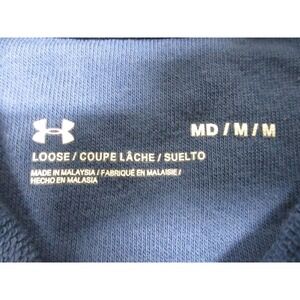 MD / M / M
LOOSE / COUPE LÂCHE / SUELTO
MADE IN MALAYSIA / FABRIQUÉ EN MALAISIE /
HECHO EN MALASIA